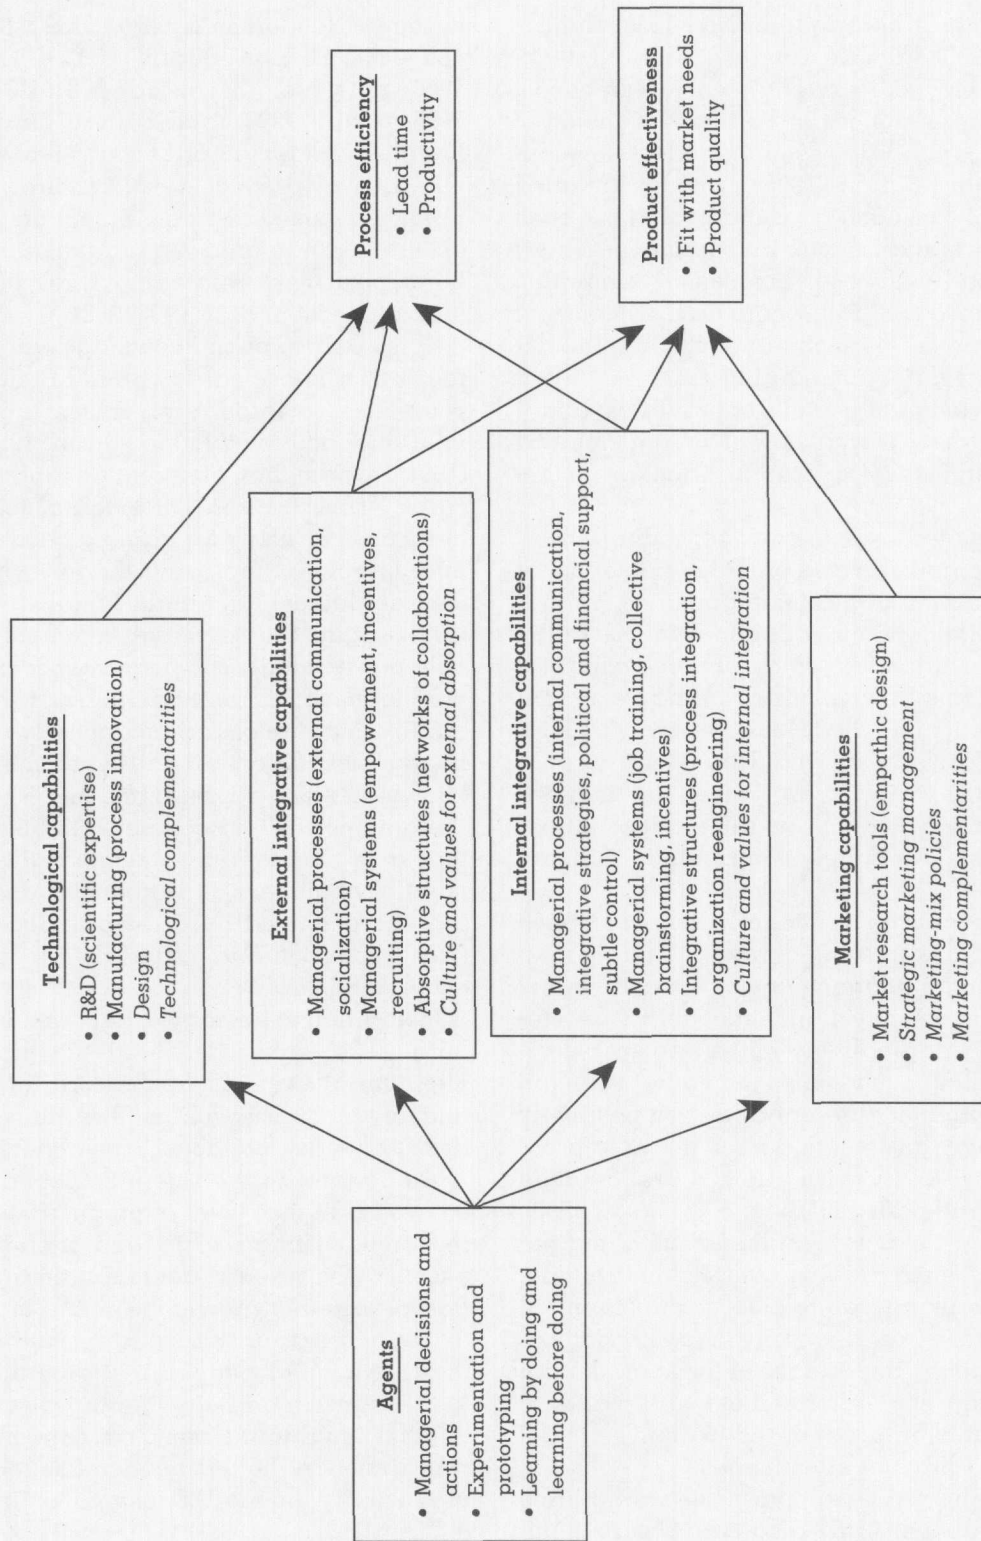 Agents
• Managerial decisions and
actions
• Experimentation and
prototyping
• Learning by doing and
learning before doing
Technological capabilities
• R&D (scientific expertise)
• Manufacturing (process innovation)
• Design
• Technological complementarities
External integrative capabilities
• Managerial processes (external communication,
socialization)
• Managerial systems (empowerment, incentives,
recruiting)
• Absorptive structures (networks of collaborations)
• Culture and values for external absorption
Internal integrative capabilities
• Managerial processes (internal communication,
integrative strategies, political and financial support,
subtle control)
• Managerial systems (job training, collective
brainstorming, incentives)
• Integrative structures (process integration,
organization reengineering)
• Culture and values for internal integration
Marketing capabilities
• Market research tools (empathic design)
• Strategic marketing management
• Marketing-mix policies
• Marketing complementarities
Process efficiency
• Lead time
• Productivity
Product effectiveness
• Fit with market needs
• Product quality